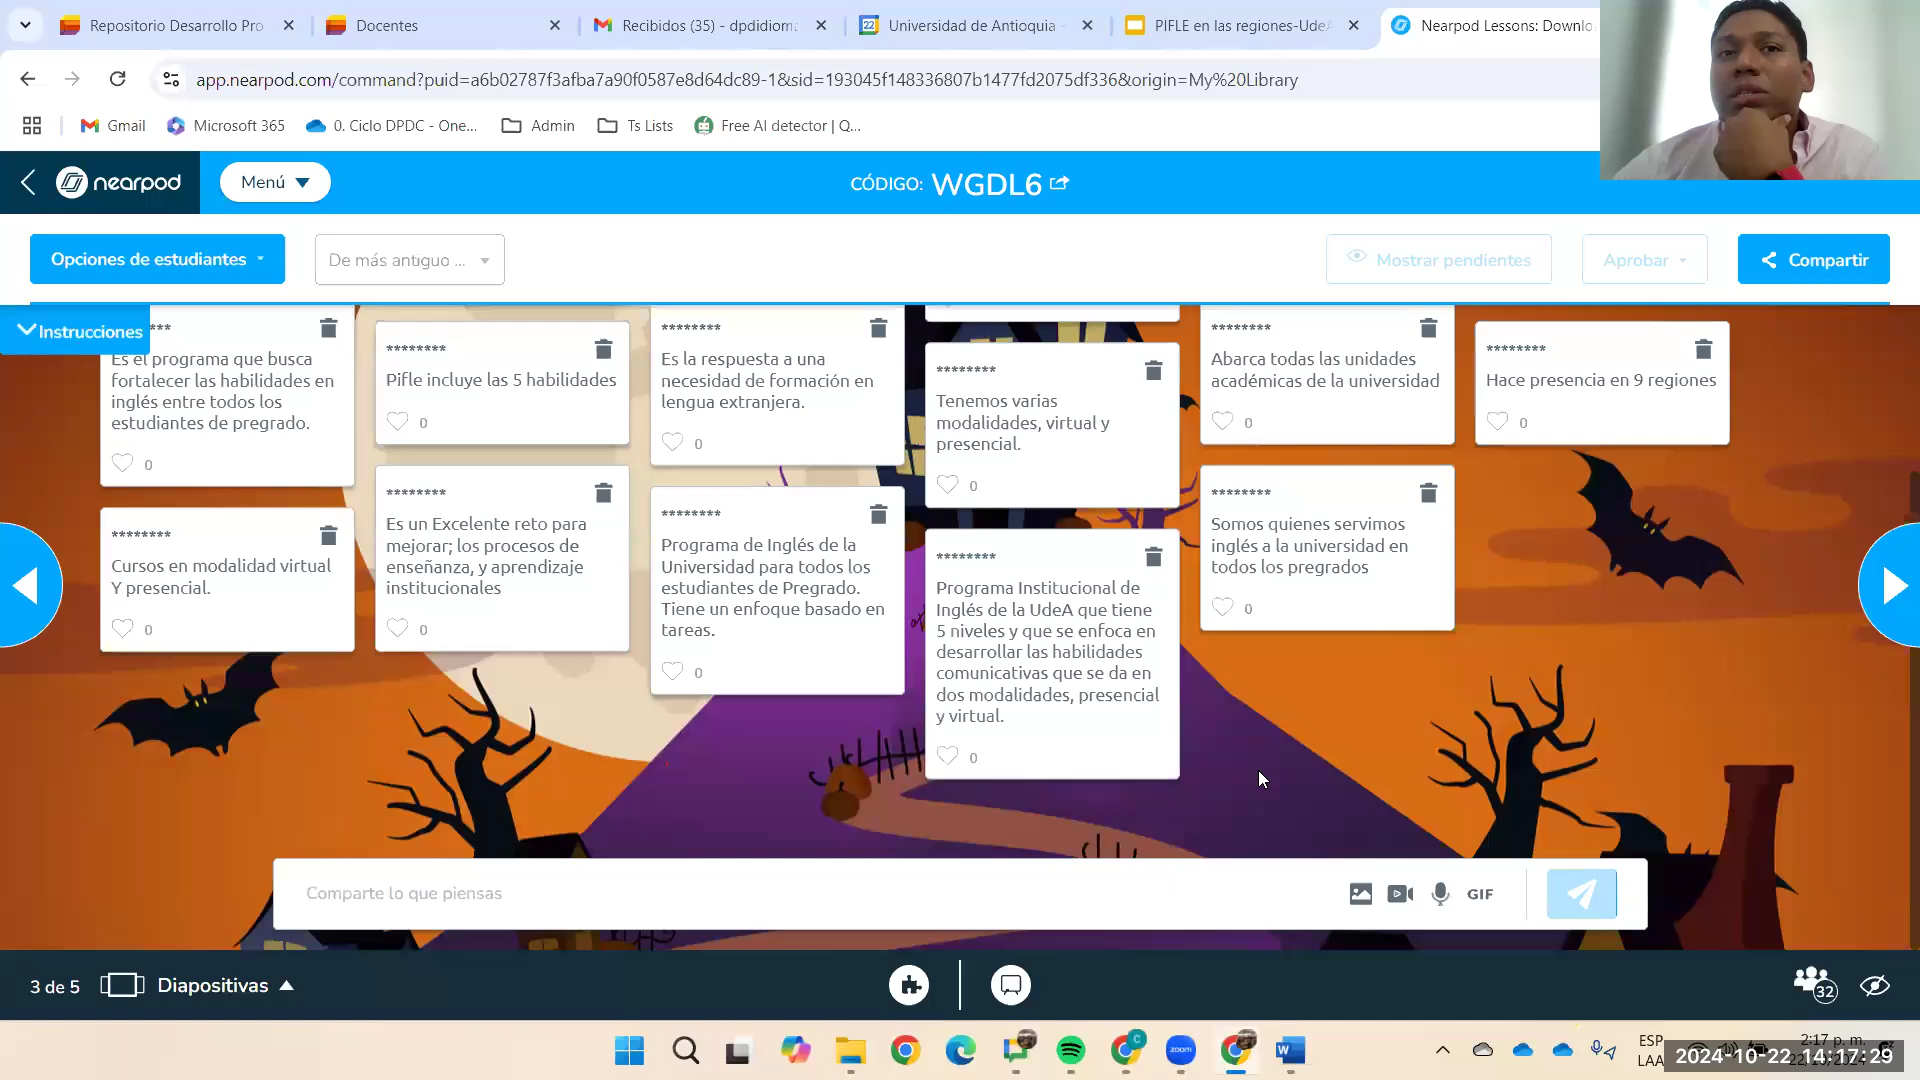 Repositorio Desarrollo Pro
Docentes
Recibidos (35) - dpdidiom
Universidad de Antioquia -
PIFLE en las regiones-Ude
Nearpod Lessons: Downlo
app.nearpod.com/command?puid=a6b02787f3afba7a90f0587e8d64dc89-1&sid=193045f148336807b1477fd2075df336&origin=My%20Library
Gmail
Microsoft 365
0. Ciclo DPDC - One...
Admin
Ts Lists
Free AI detector | Q...
nearpod
Menú
CÓDIGO: WGDL6
Opciones de estudiantes
De más antiguo ...
Mostrar pendientes
Aprobar
Compartir
Instrucciones
***
Es el programa que busca
fortalecer las habilidades en
inglés entre todos los
estudiantes de pregrado.
0
********
Cursos en modalidad virtual
Y presencial.
0
********
Pifle incluye las 5 habilidades
0
********
Es un Excelente reto para
mejorar; los procesos de
enseñanza, y aprendizaje
institucionales
0
********
Es la respuesta a una
necesidad de formación en
lengua extranjera.
0
********
Programa de Inglés de la
Universidad para todos los
estudiantes de Pregrado.
Tiene un enfoque basado en
tareas.
0
********
Tenemos varias
modalidades, virtual y
presencial.
0
********
Programa Institucional de
Inglés de la UdeA que tiene
5 niveles y que se enfoca en
desarrollar las habilidades
comunicativas que se da en
dos modalidades, presencial
y virtual.
0
********
Abarca todas las unidades
académicas de la universidad
0
********
Somos quienes servimos
inglés a la universidad en
todos los pregrados
0
********
Hace presencia en 9 regiones
0
Comparte lo que piensas
GIF
3 de 5
Diapositivas
32
zoom
ESP
LAA
2:17 p. m.
2024-10-22 14:17:29